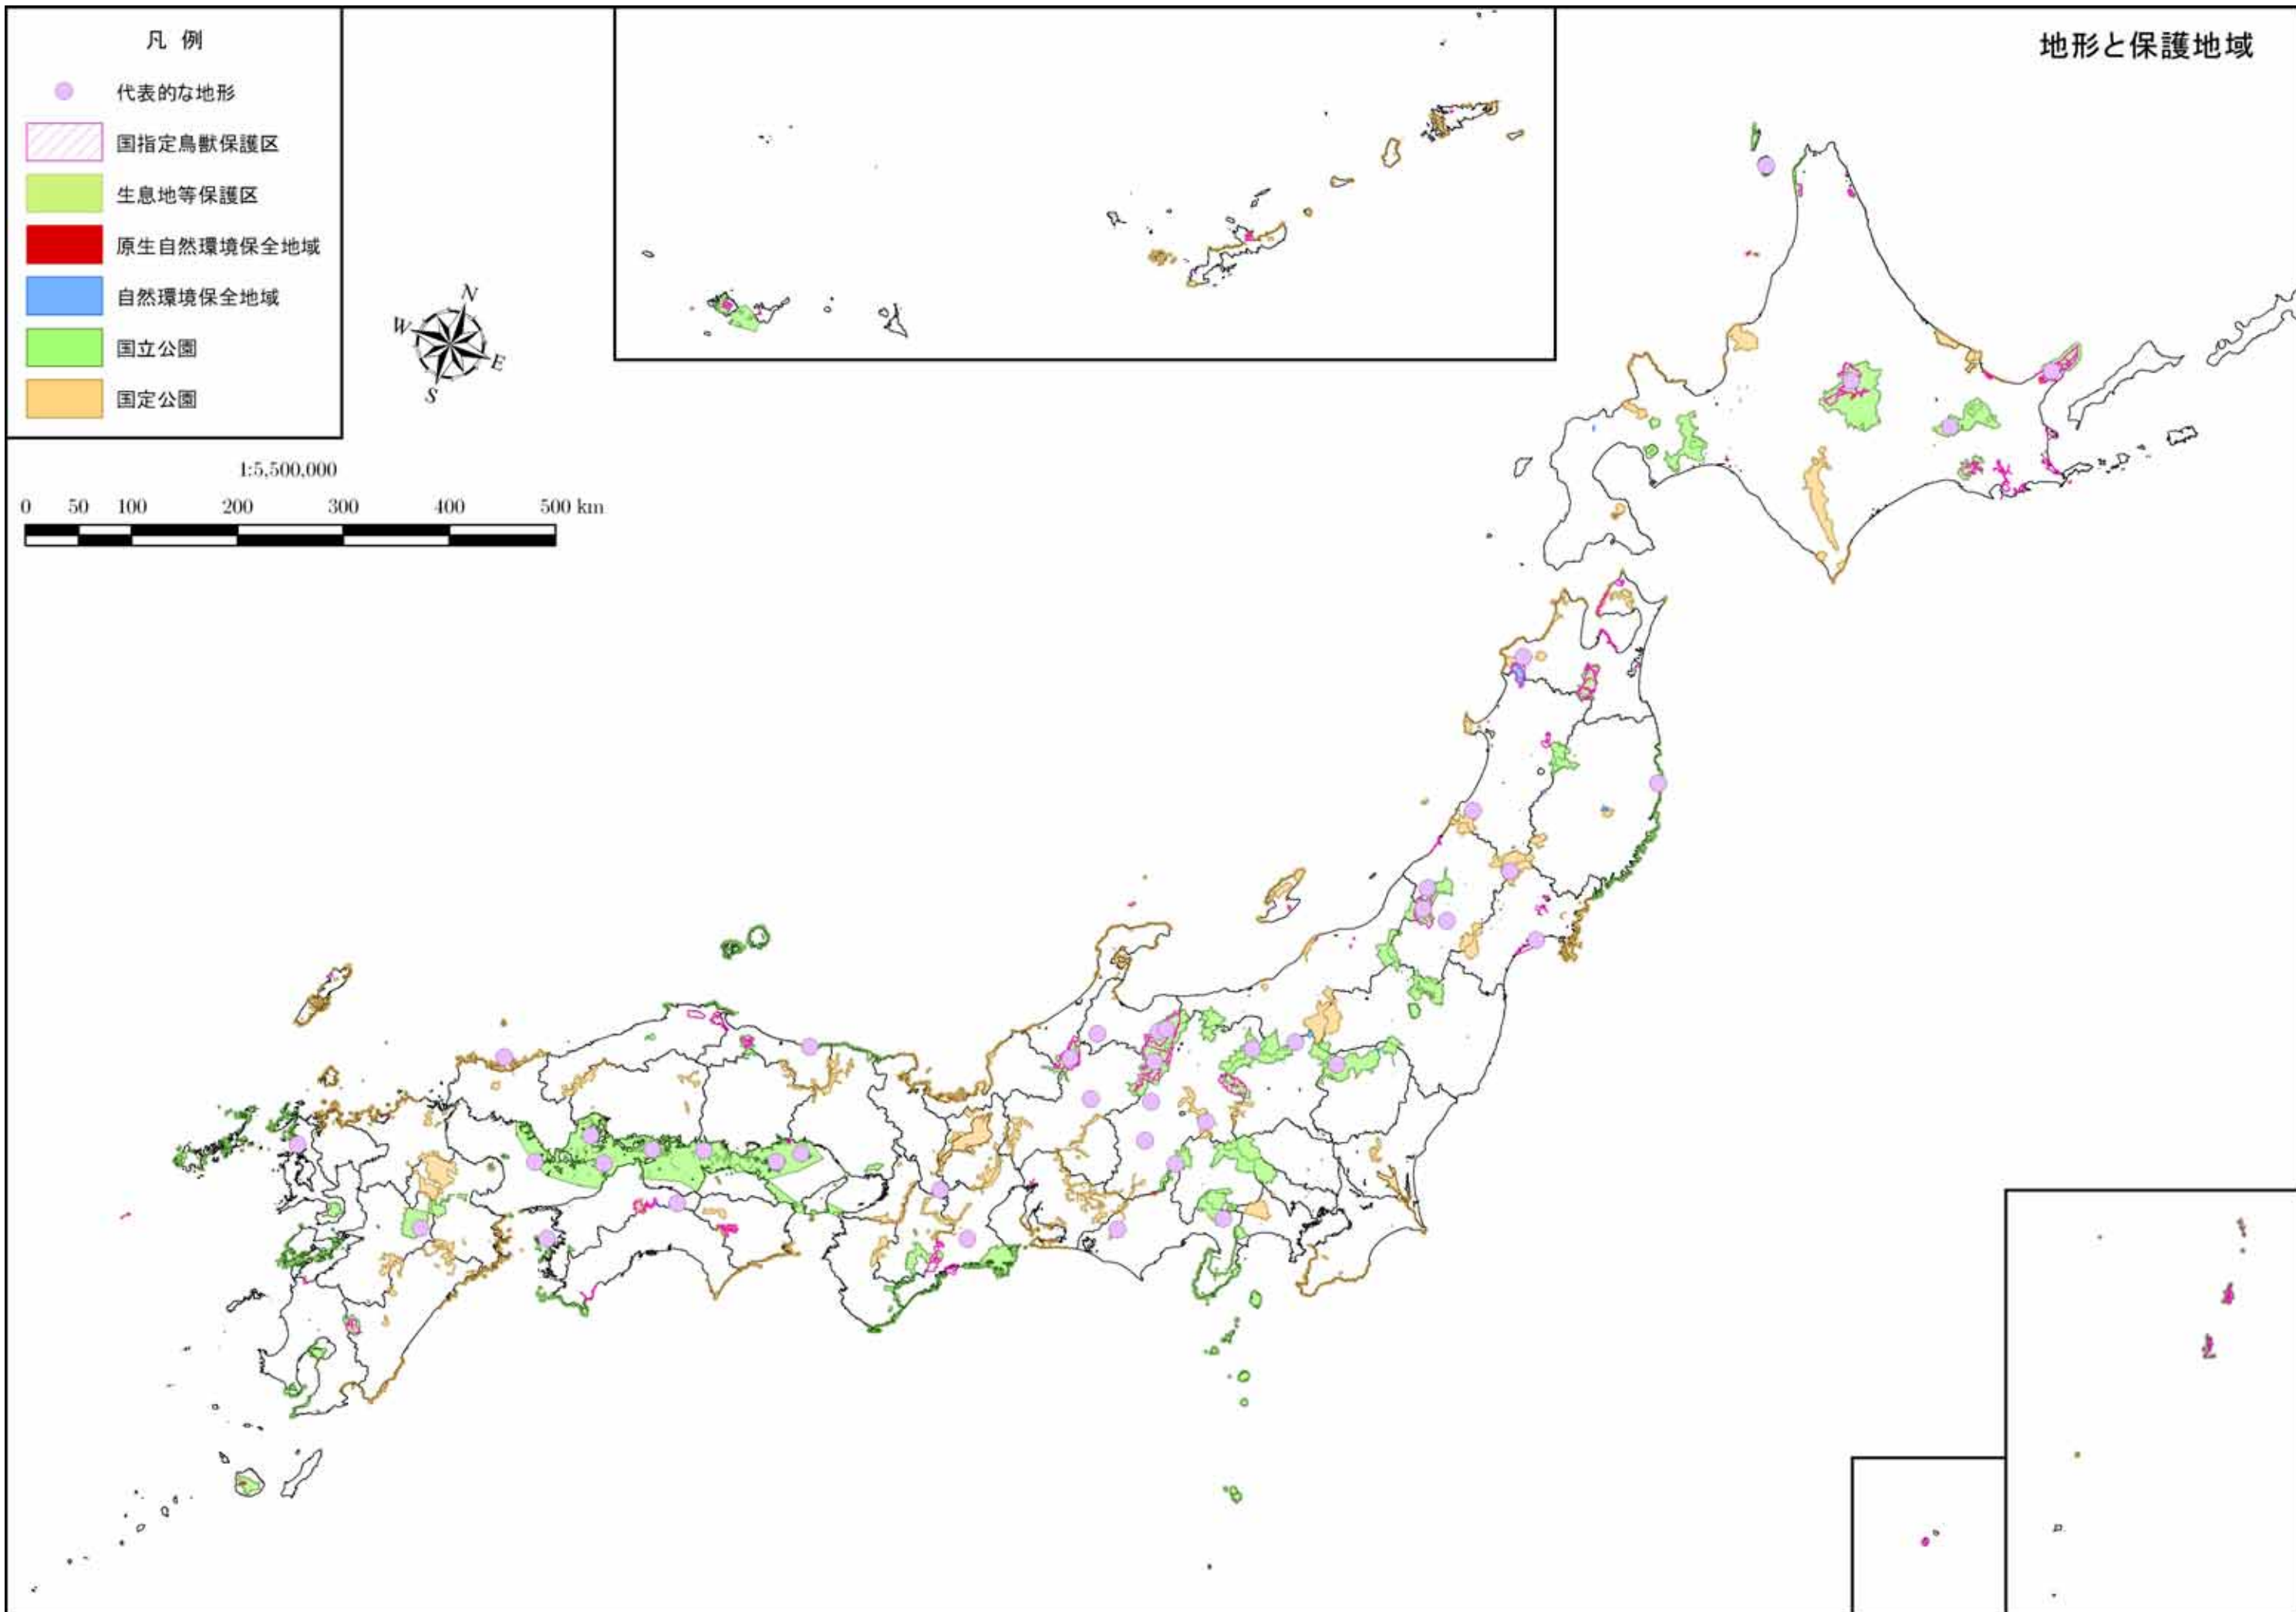 凡 例
代表的な地形
国指定鳥獣保護区
生息地等保護区
原生自然環境保全地域
自然環境保全地域
国立公園
国定公園
1:5,500,000
0 50 100 200 300 400 500 km
N
W
E
S
地形と保護地域